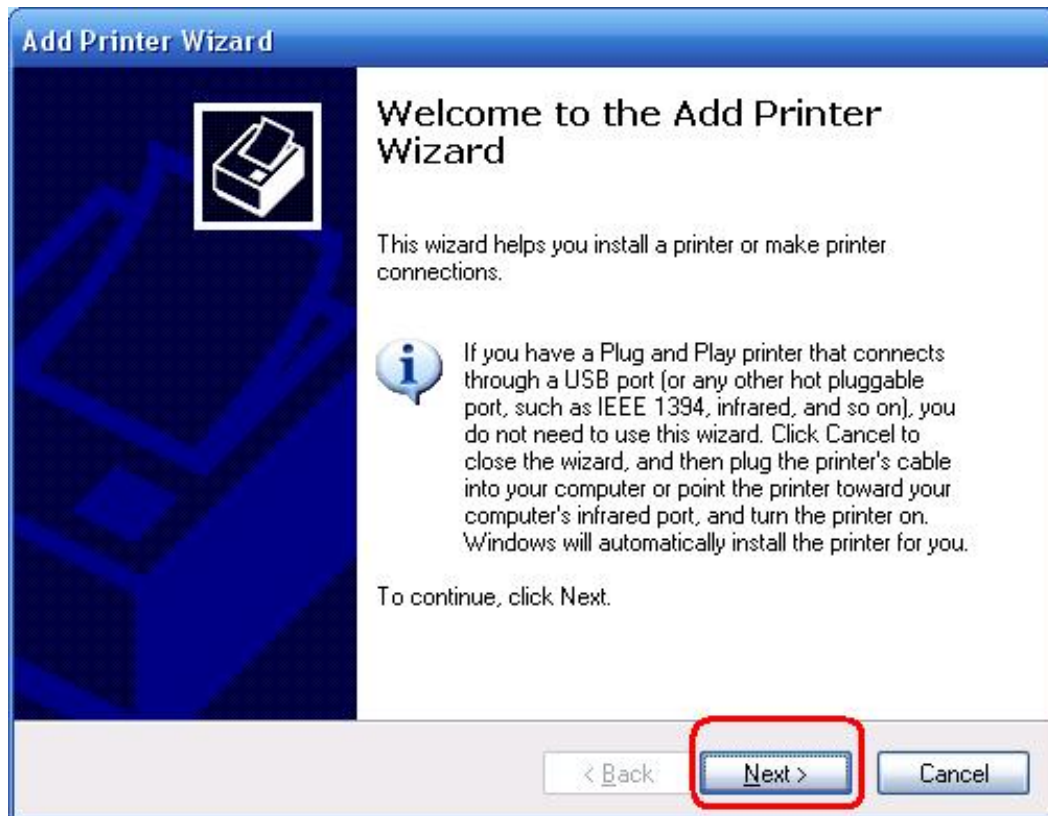 Add Printer Wizard
Welcome to the Add Printer
Wizard
This wizard helps you install a printer or make printer
connections.
If you have a Plug and Play printer that connects
through a USB port (or any other hot pluggable
port, such as IEEE 1394, infrared, and so on), you
do not need to use this wizard. Click Cancel to
close the wizard, and then plug the printer's cable
into your computer or point the printer toward your
computer's infrared port, and turn the printer on.
Windows will automatically install the printer for you.
To continue, click Next.
< Back Next > Cancel